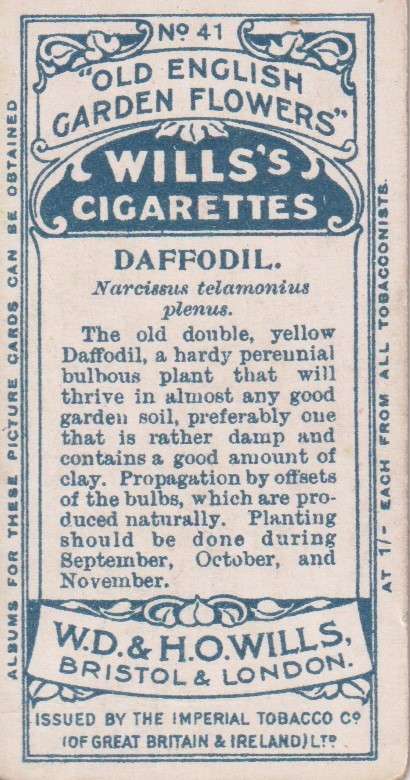 No 41
"OLD ENGLISH
GARDEN FLOWERS"
WILLS'S
CIGARETTES
DAFFODIL.
Narcissus telamonius
plenus.
The old double, yellow
Daffodil, a hardy perennial
bulbous plant that will
thrive in almost any good
garden soil, preferably one
that is rather damp and
contains a good amount of
clay. Propagation by offsets
of the bulbs, which are pro-
duced naturally. Planting
should be done during
September, October, and
November.
W.D. & H.O. WILLS,
BRISTOL & LONDON.
ISSUED BY THE IMPERIAL TOBACCO Co
(OF GREAT BRITAIN & IRELAND) LTD
ALBUMS FOR THESE PICTURE CARDS CAN BE OBTAINED
AT 1/- EACH FROM ALL TOBACCONISTS.